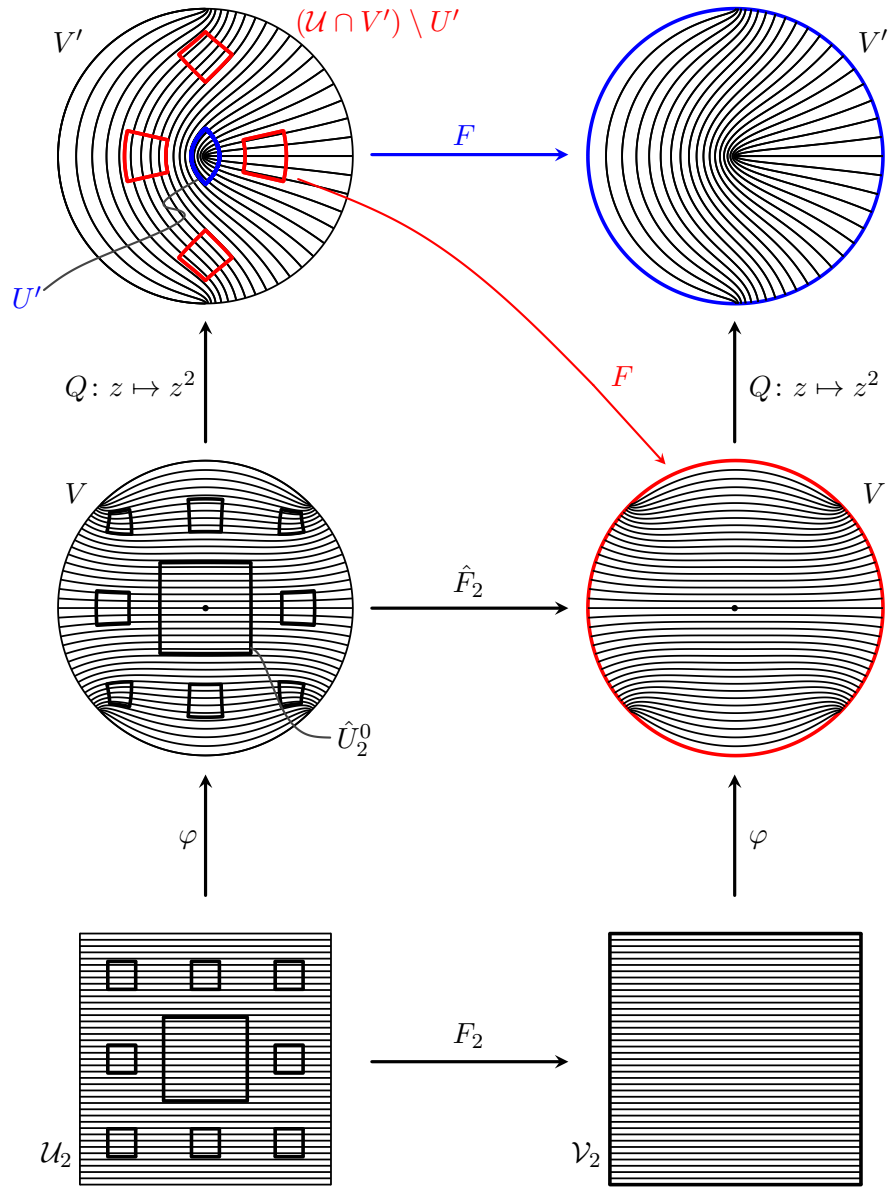 V′
(𝒰 ∩ V′) \ U′
V′
F
U′
Q: z ↦ z²
F
Q: z ↦ z²
V
V
F̂₂
Û₂⁰
φ
φ
F₂
𝒰₂
𝒱₂